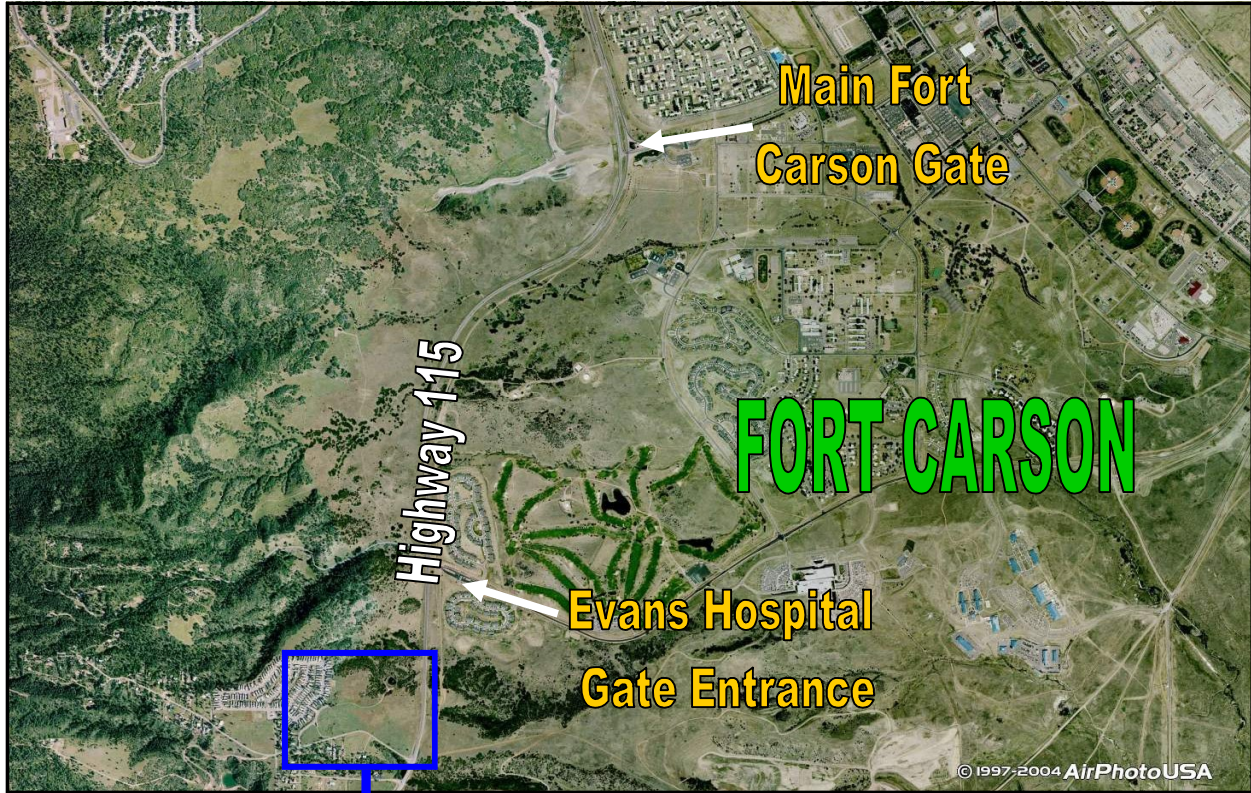 Main Fort
Carson Gate
Highway 115
FORT CARSON
Evans Hospital
Gate Entrance
© 1997-2004 AirPhotoUSA